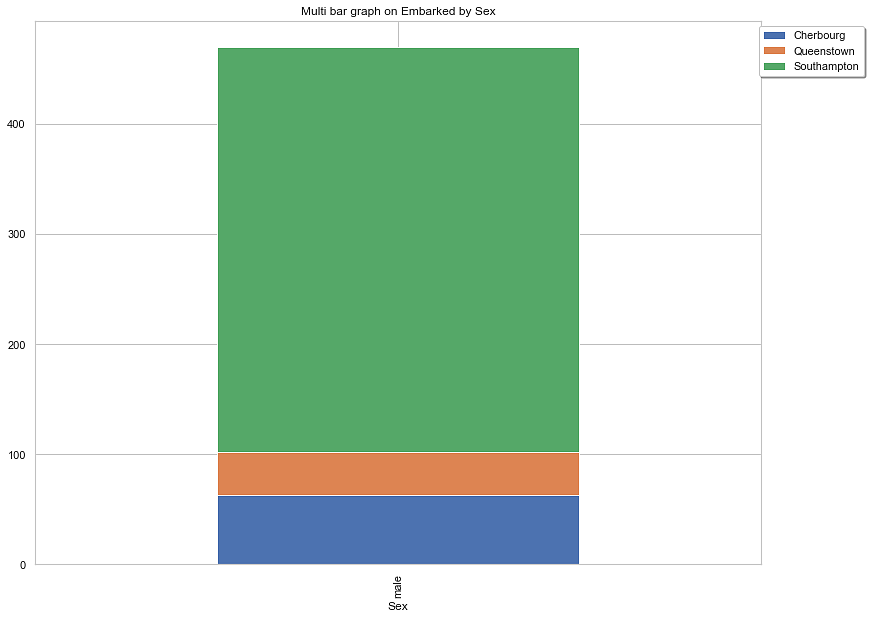 Multi bar graph on Embarked by Sex
Cherbourg
Queenstown
Southampton
400
300
200
100
0
male
Sex